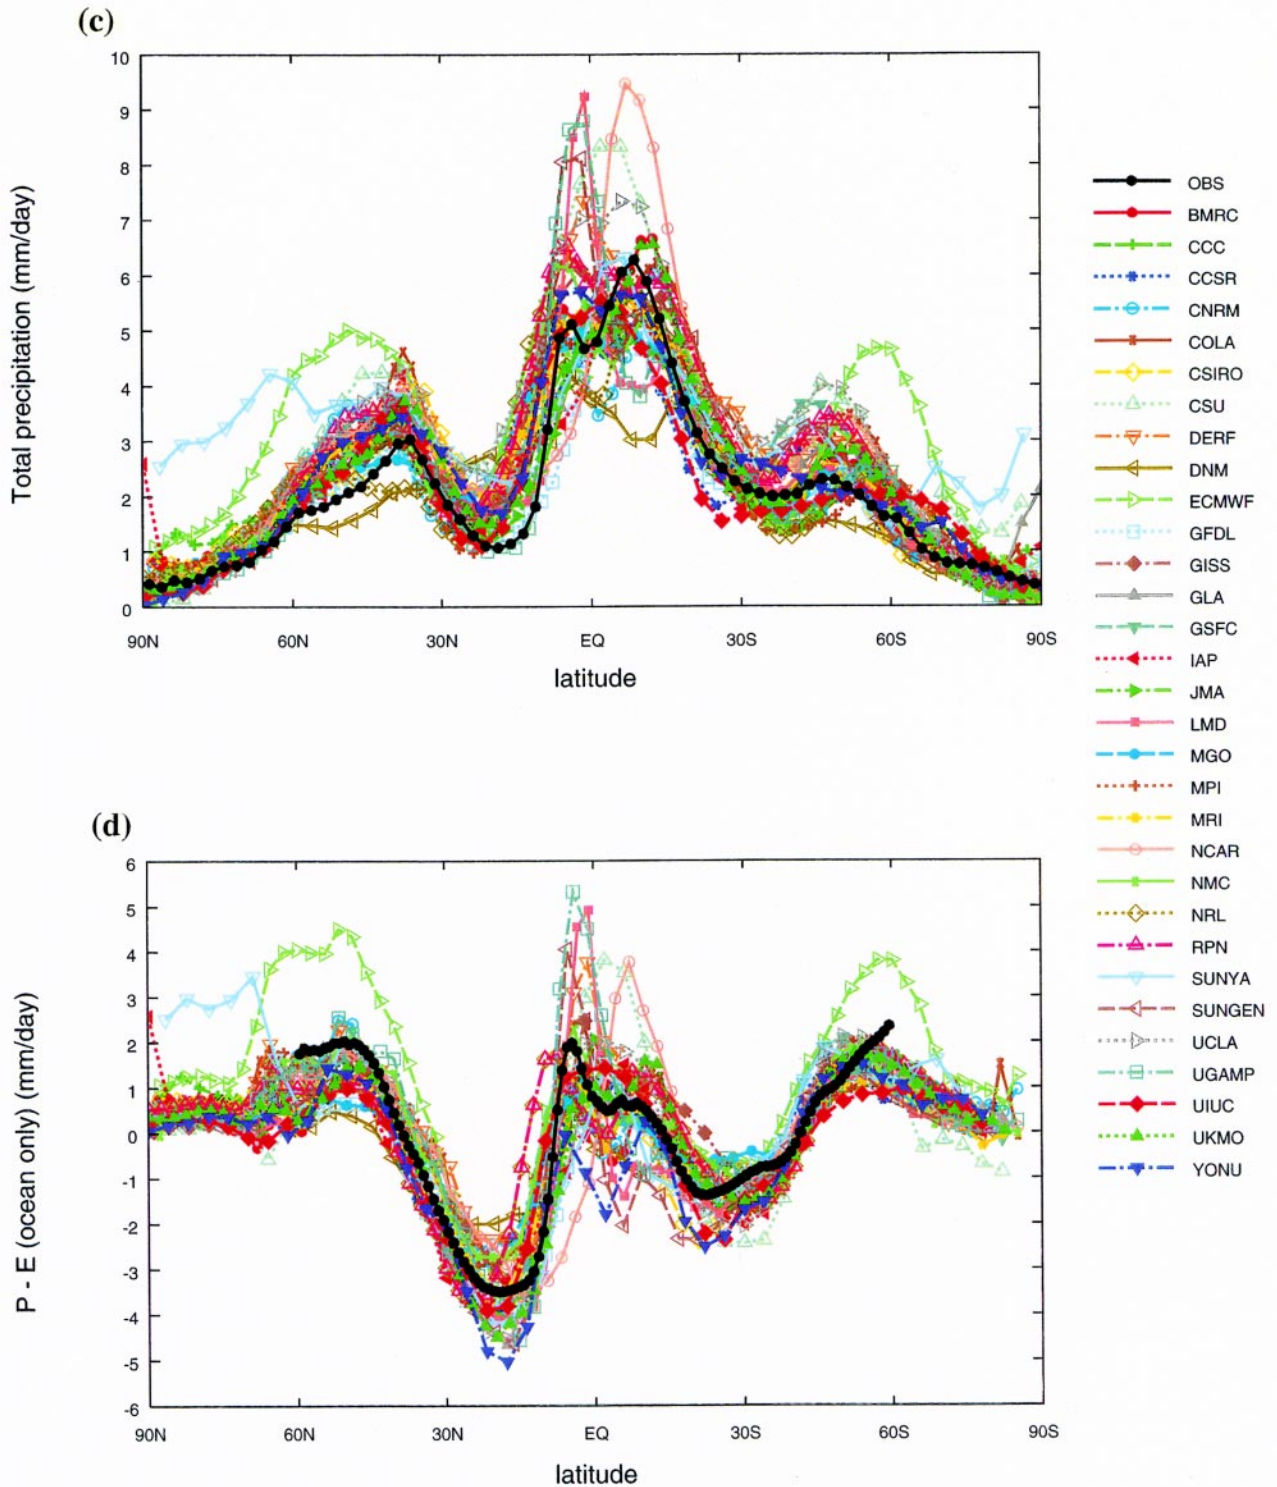 (c)
Total precipitation (mm/day)
10
9
8
7
6
5
4
3
2
1
0
90N 60N 30N EQ 30S 60S 90S
latitude
OBS
BMRC
CCC
CCSR
CNRM
COLA
CSIRO
CSU
DERF
DNM
ECMWF
GFDL
GISS
GLA
GSFC
IAP
JMA
LMD
MGO
MPI
MRI
NCAR
NMC
NRL
RPN
SUNYA
SUNGEN
UCLA
UGAMP
UIUC
UKMO
YONU
(d)
P - E (ocean only) (mm/day)
6
5
4
3
2
1
0
-1
-2
-3
-4
-5
-6
90N 60N 30N EQ 30S 60S 90S
latitude